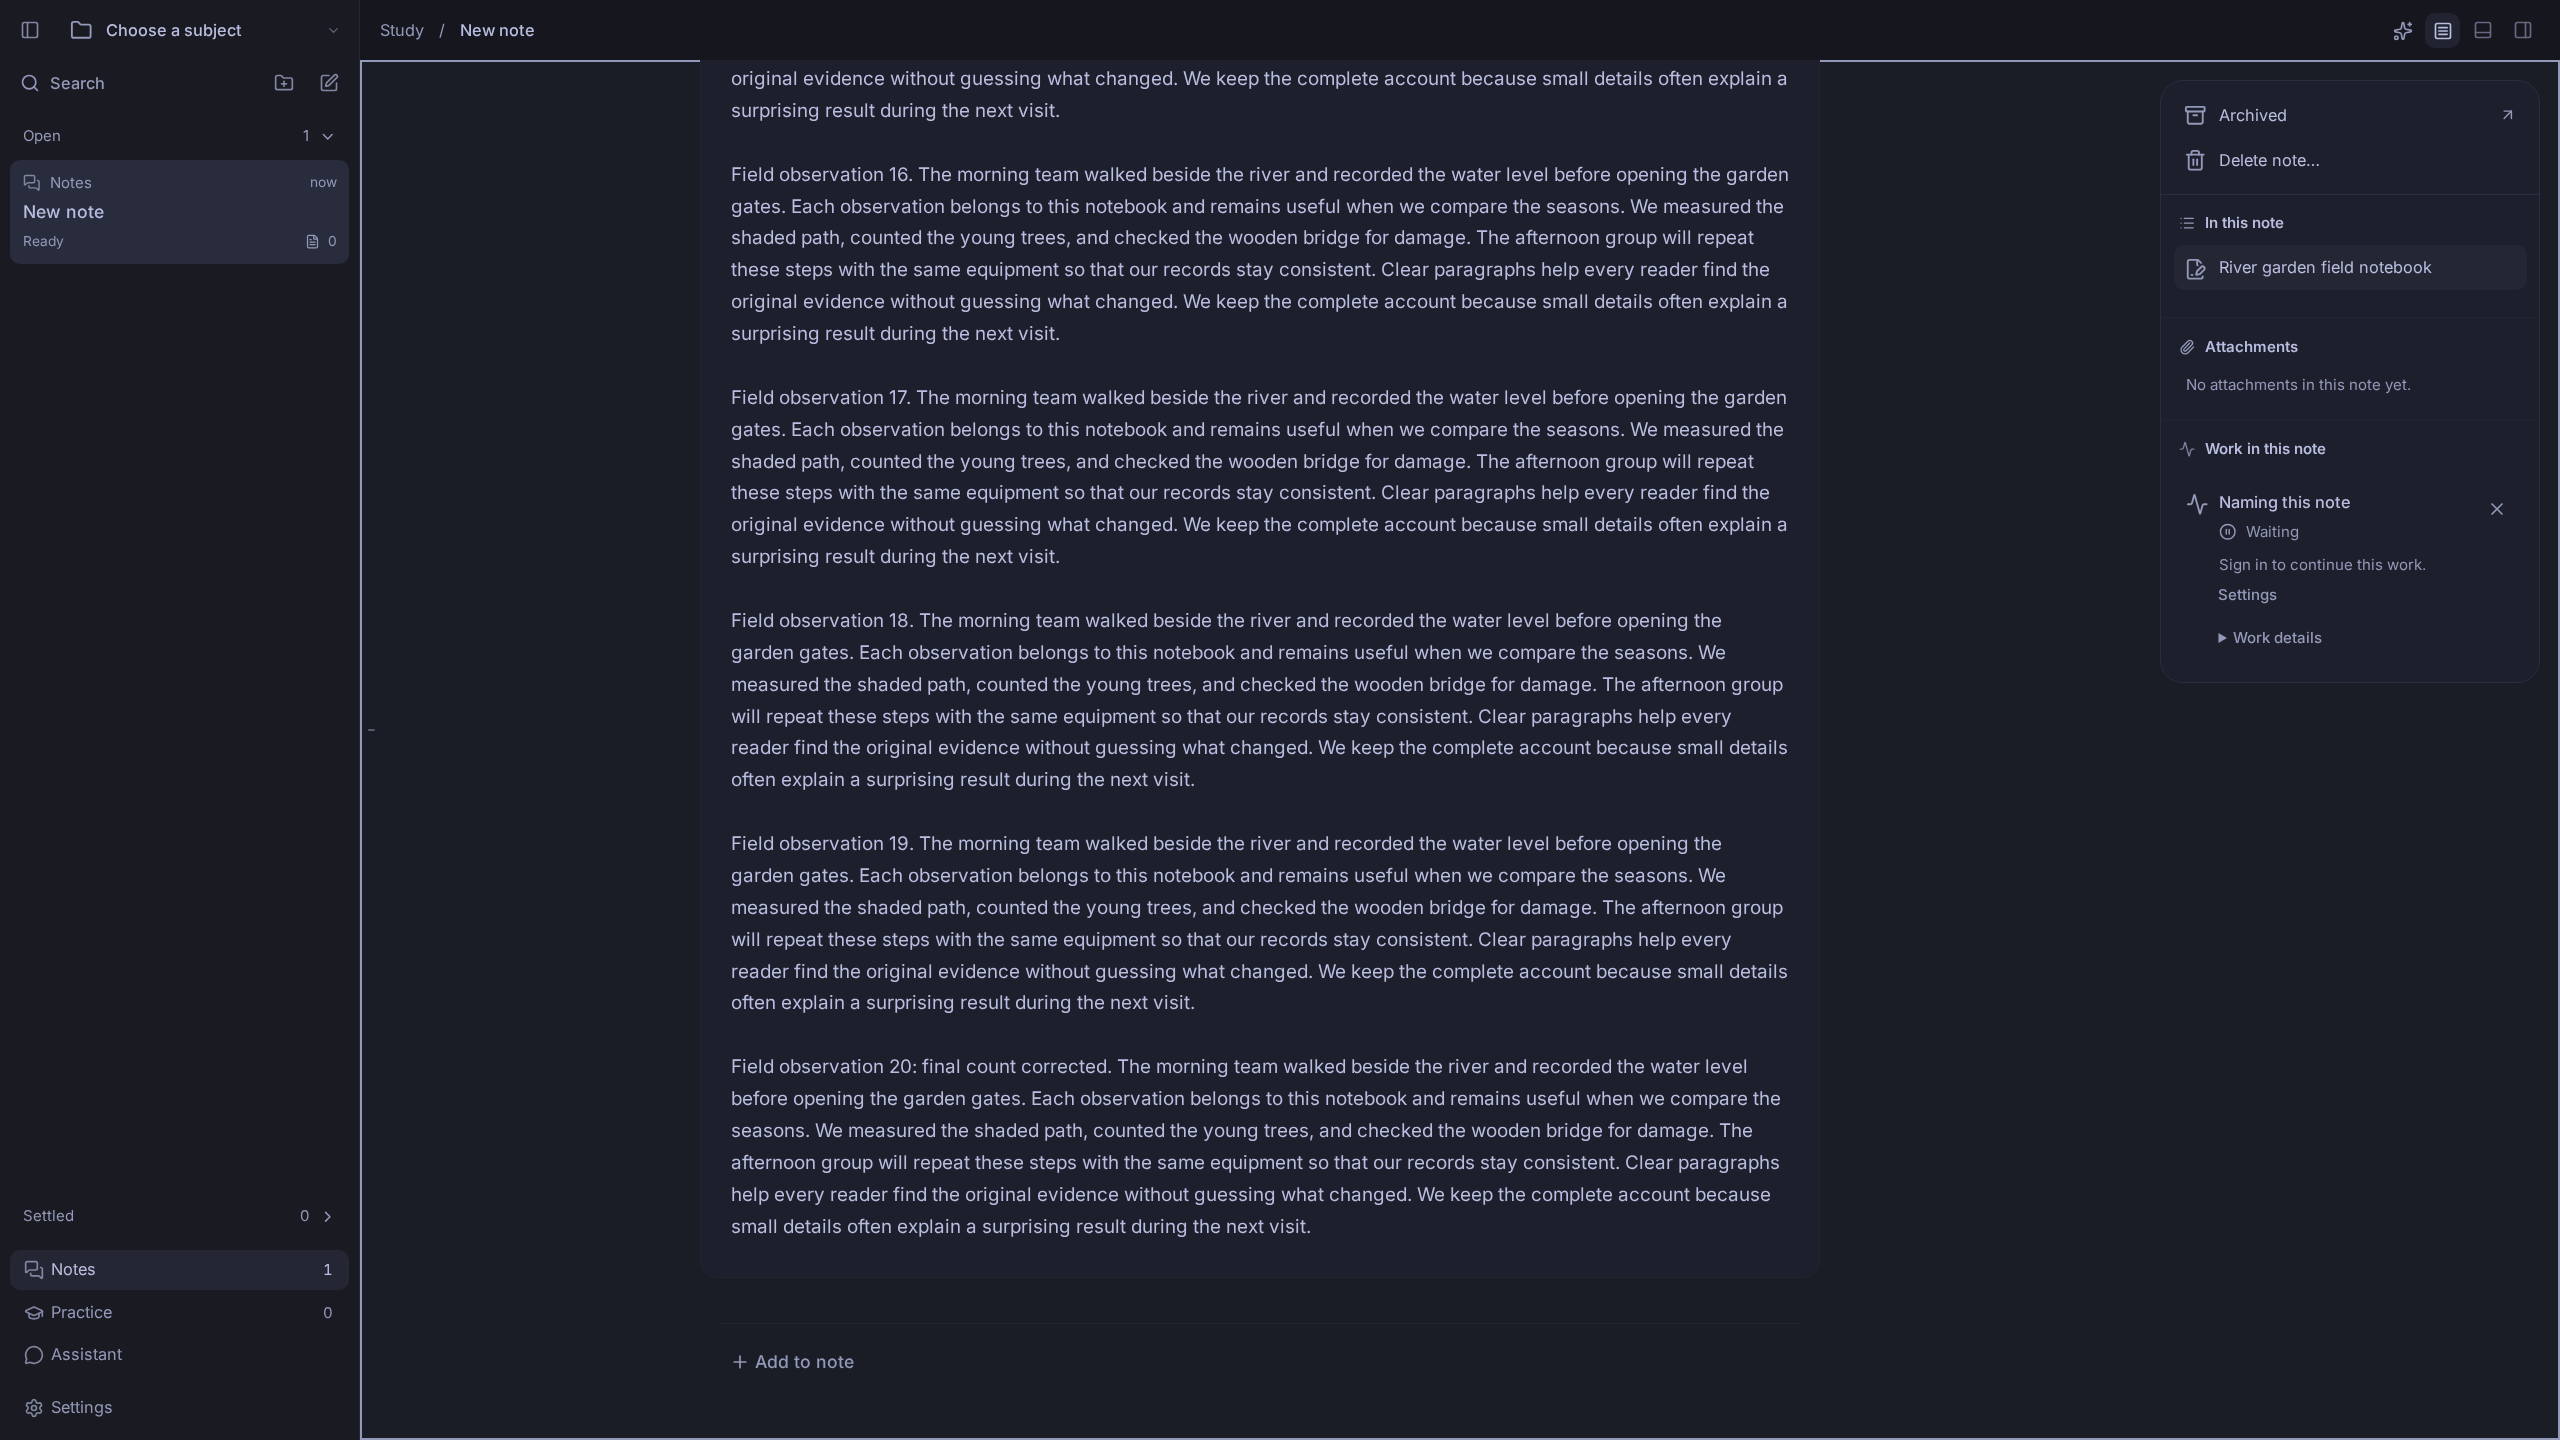 Choose a subject
Search
Open 1
Notes now
New note
Ready 0
Settled 0
Notes 1
Practice 0
Assistant
Settings
Study / New note
original evidence without guessing what changed. We keep the complete account because small details often explain a
surprising result during the next visit.
Field observation 16. The morning team walked beside the river and recorded the water level before opening the garden
gates. Each observation belongs to this notebook and remains useful when we compare the seasons. We measured the
shaded path, counted the young trees, and checked the wooden bridge for damage. The afternoon group will repeat
these steps with the same equipment so that our records stay consistent. Clear paragraphs help every reader find the
original evidence without guessing what changed. We keep the complete account because small details often explain a
surprising result during the next visit.
Field observation 17. The morning team walked beside the river and recorded the water level before opening the garden
gates. Each observation belongs to this notebook and remains useful when we compare the seasons. We measured the
shaded path, counted the young trees, and checked the wooden bridge for damage. The afternoon group will repeat
these steps with the same equipment so that our records stay consistent. Clear paragraphs help every reader find the
original evidence without guessing what changed. We keep the complete account because small details often explain a
surprising result during the next visit.
Field observation 18. The morning team walked beside the river and recorded the water level before opening the
garden gates. Each observation belongs to this notebook and remains useful when we compare the seasons. We
measured the shaded path, counted the young trees, and checked the wooden bridge for damage. The afternoon group
will repeat these steps with the same equipment so that our records stay consistent. Clear paragraphs help every
reader find the original evidence without guessing what changed. We keep the complete account because small details
often explain a surprising result during the next visit.
Field observation 19. The morning team walked beside the river and recorded the water level before opening the
garden gates. Each observation belongs to this notebook and remains useful when we compare the seasons. We
measured the shaded path, counted the young trees, and checked the wooden bridge for damage. The afternoon group
will repeat these steps with the same equipment so that our records stay consistent. Clear paragraphs help every
reader find the original evidence without guessing what changed. We keep the complete account because small details
often explain a surprising result during the next visit.
Field observation 20: final count corrected. The morning team walked beside the river and recorded the water level
before opening the garden gates. Each observation belongs to this notebook and remains useful when we compare the
seasons. We measured the shaded path, counted the young trees, and checked the wooden bridge for damage. The
afternoon group will repeat these steps with the same equipment so that our records stay consistent. Clear paragraphs
help every reader find the original evidence without guessing what changed. We keep the complete account because
small details often explain a surprising result during the next visit.
Add to note
Archived
Delete note...
In this note
River garden field notebook
Attachments
No attachments in this note yet.
Work in this note
Naming this note
Waiting
Sign in to continue this work.
Settings
Work details